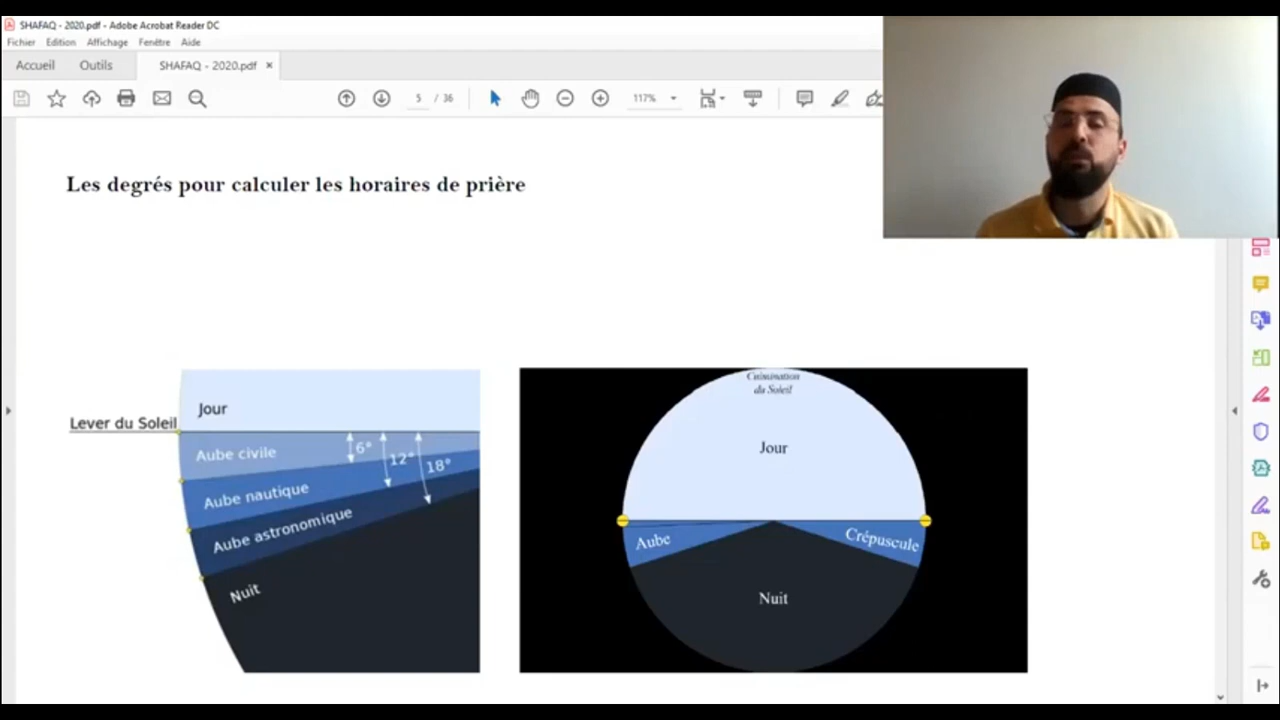 SHAFAQ - 2020.pdf - Adobe Acrobat Reader DC
Fichier Edition Affichage Fenêtre Aide
Accueil Outils SHAFAQ - 2020.pdf ×
5 / 36 117%
Les degrés pour calculer les horaires de prière
Lever du Soleil
Jour
Aube civile
6°
Aube nautique
12°
Aube astronomique
18°
Nuit
Culmination
du Soleil
Jour
Aube
Crépuscule
Nuit